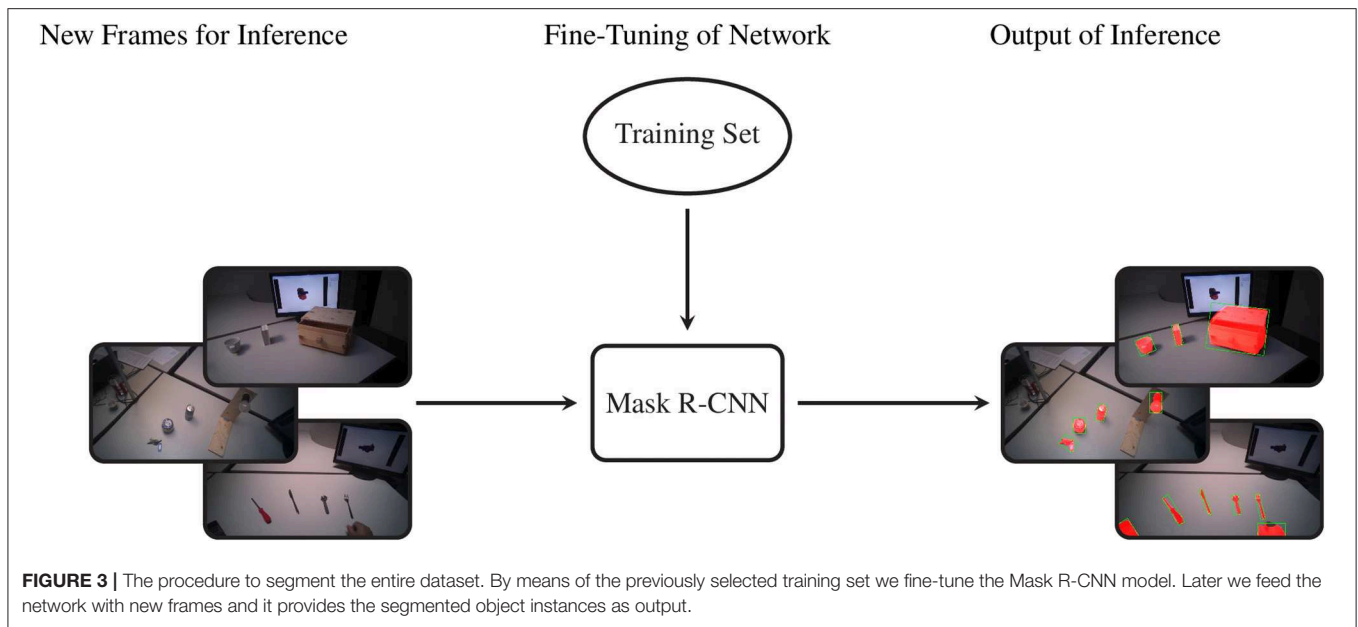 New Frames for Inference
Fine-Tuning of Network
Output of Inference
Training Set
Mask R-CNN
FIGURE 3 | The procedure to segment the entire dataset. By means of the previously selected training set we fine-tune the Mask R-CNN model. Later we feed the
network with new frames and it provides the segmented object instances as output.